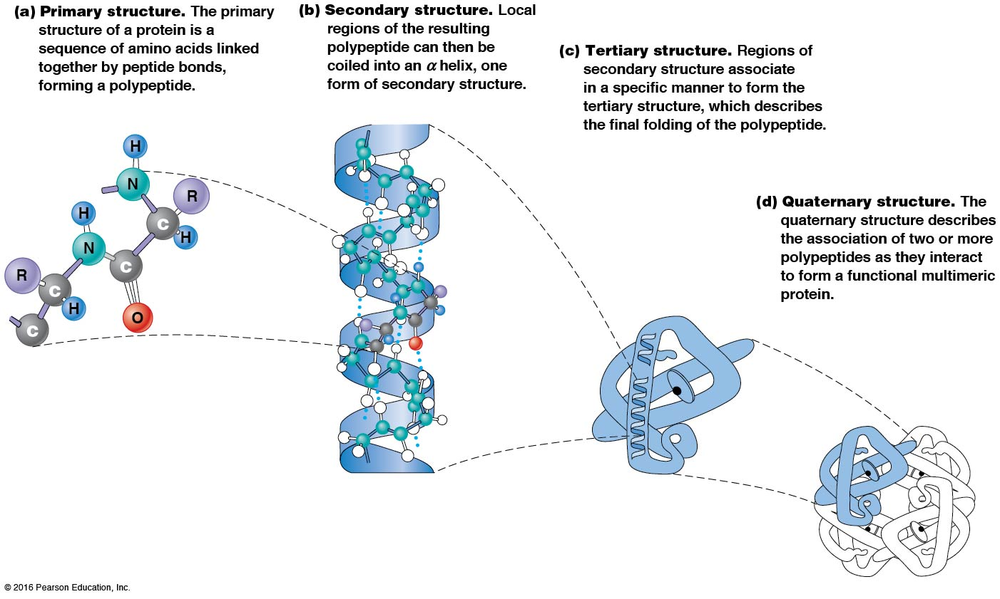 (a) Primary structure. The primary
structure of a protein is a
sequence of amino acids linked
together by peptide bonds,
forming a polypeptide.
(b) Secondary structure. Local
regions of the resulting
polypeptide can then be
coiled into an α helix, one
form of secondary structure.
(c) Tertiary structure. Regions of
secondary structure associate
in a specific manner to form the
tertiary structure, which describes
the final folding of the polypeptide.
(d) Quaternary structure. The
quaternary structure describes
the association of two or more
polypeptides as they interact
to form a functional multimeric
protein.
H
N
R
H
C
H
N
C
R
C
H
O
C
© 2016 Pearson Education, Inc.